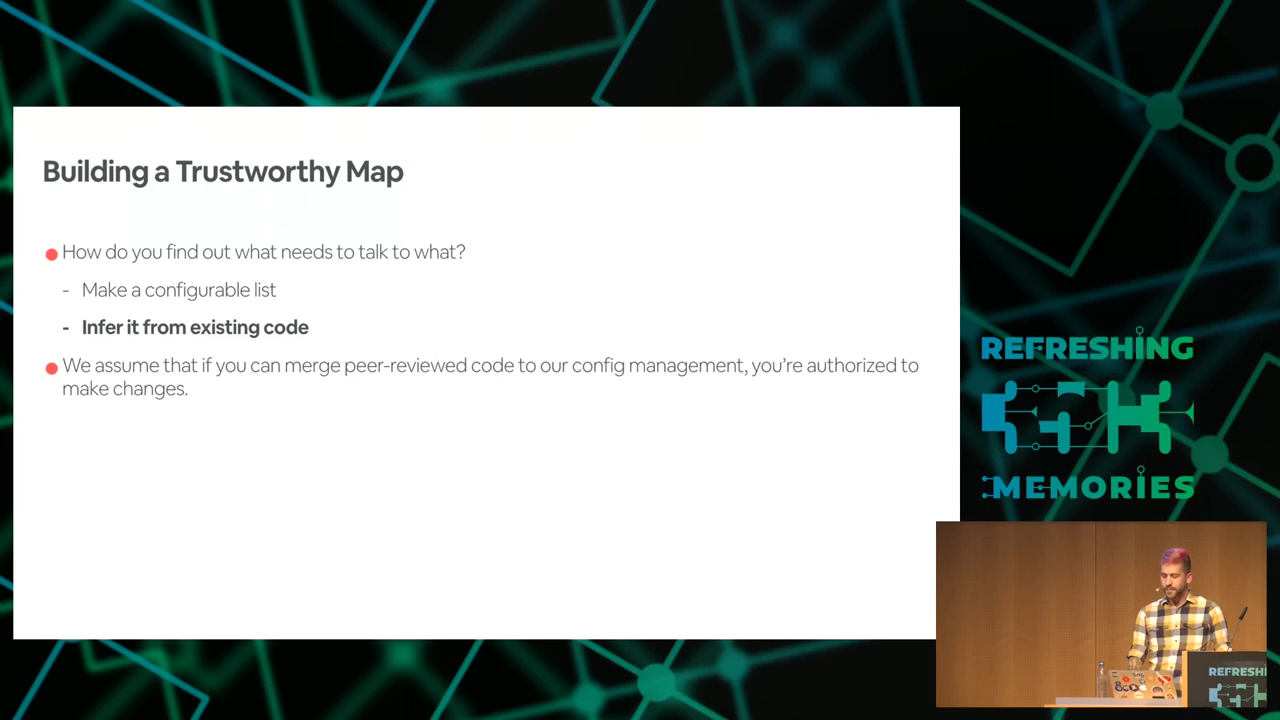 Building a Trustworthy Map
How do you find out what needs to talk to what?
- Make a configurable list
- Infer it from existing code
We assume that if you can merge peer-reviewed code to our config management, you’re authorized to
make changes.
REFRESHING
36C3
MEMORIES
REFRESHI